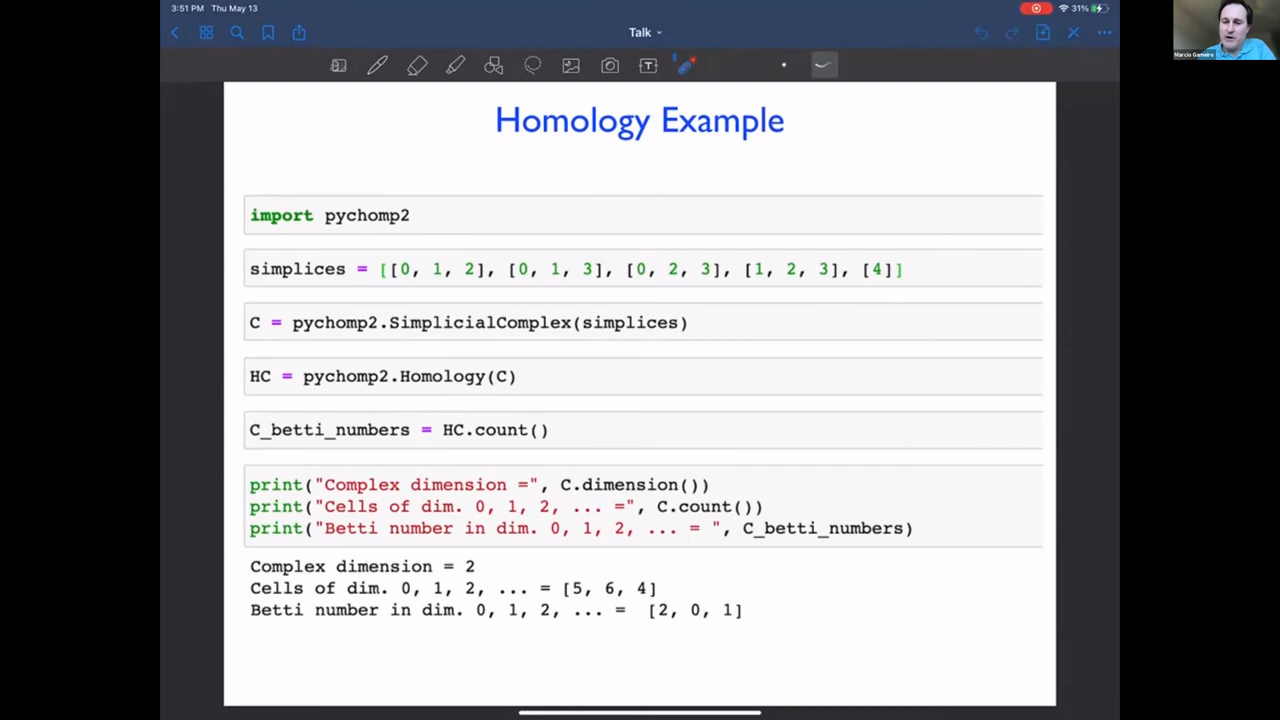 3:51 PM Thu May 13
31%
Talk
Marcio Gameiro
T
Homology Example
import pychomp2
simplices = [[0, 1, 2], [0, 1, 3], [0, 2, 3], [1, 2, 3], [4]]
C = pychomp2.SimplicialComplex(simplices)
HC = pychomp2.Homology(C)
C_betti_numbers = HC.count()
print("Complex dimension =", C.dimension())
print("Cells of dim. 0, 1, 2, ... =", C.count())
print("Betti number in dim. 0, 1, 2, ... = ", C_betti_numbers)
Complex dimension = 2
Cells of dim. 0, 1, 2, ... = [5, 6, 4]
Betti number in dim. 0, 1, 2, ... =  [2, 0, 1]